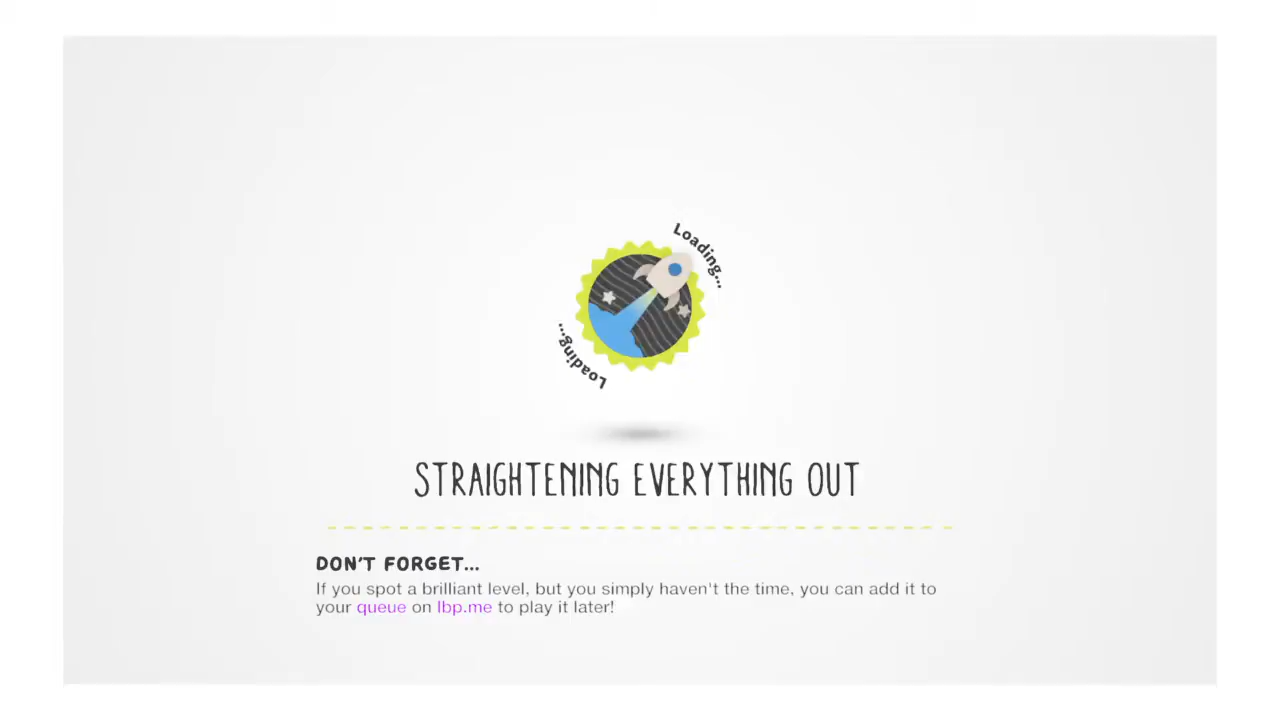 Loading...
Loading...
STRAIGHTENING EVERYTHING OUT
DON'T FORGET...
If you spot a brilliant level, but you simply haven't the time, you can add it to
your queue on lbp.me to play it later!